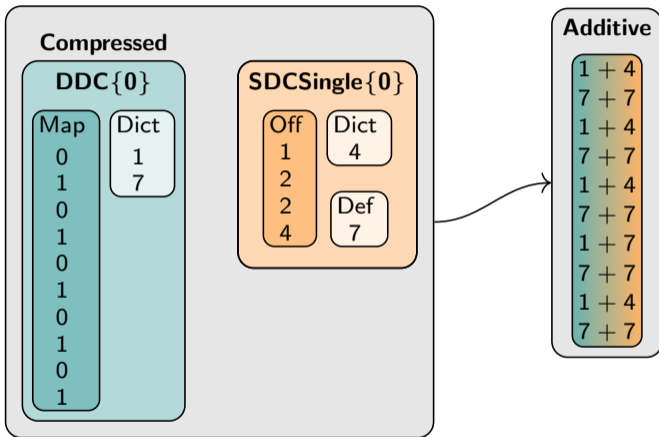 Compressed
DDC{0}
Map
0
1
0
1
0
1
0
1
0
1
Dict
1
7
SDCSingle{0}
Off
1
2
2
4
Dict
4
Def
7
Additive
1 + 4
7 + 7
1 + 4
7 + 7
1 + 4
7 + 7
1 + 7
7 + 7
1 + 4
7 + 7